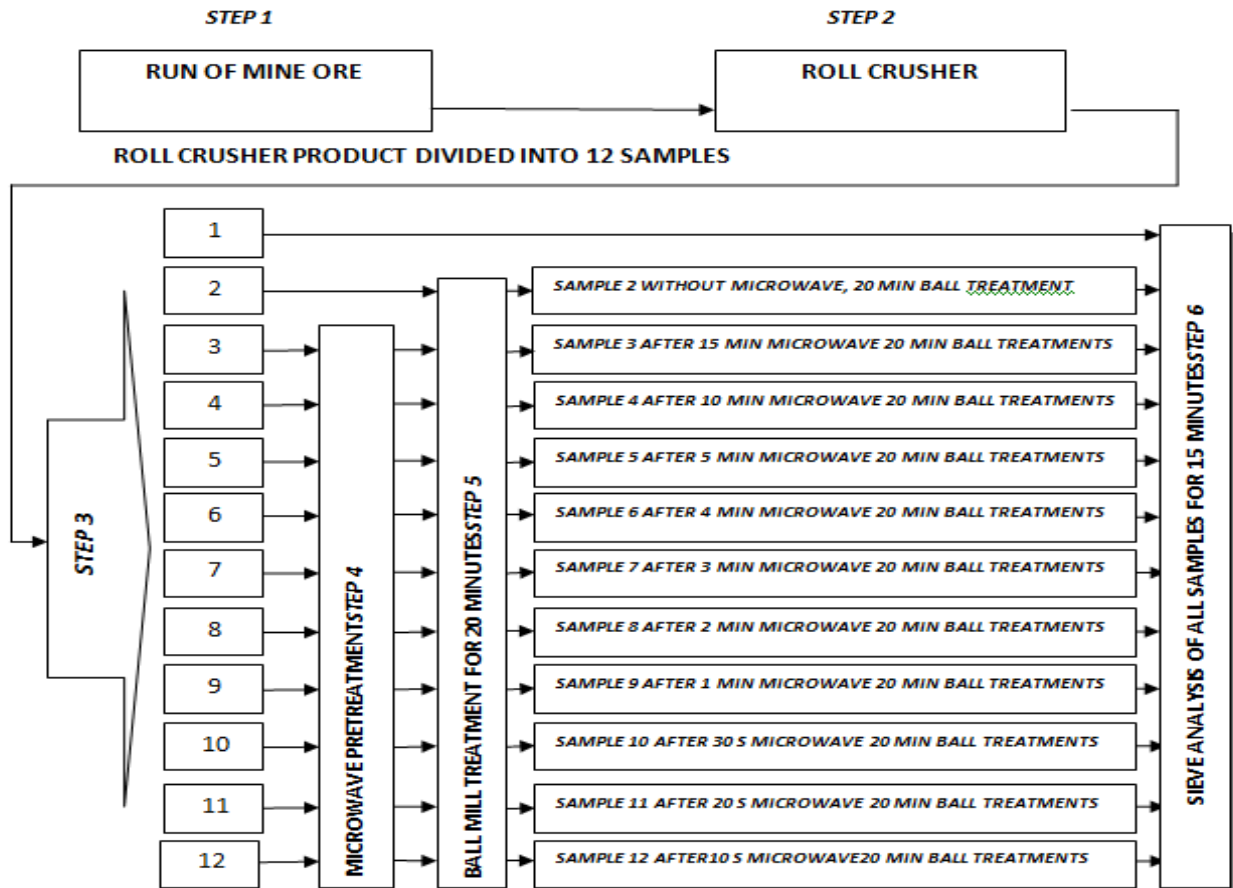 STEP 1
STEP 2
RUN OF MINE ORE
ROLL CRUSHER
ROLL CRUSHER PRODUCT DIVIDED INTO 12 SAMPLES
STEP 3
1
2
3
4
5
6
7
8
9
10
11
12
MICROWAVE PRETREATMENTSTEP 4
BALL MILL TREATMENT FOR 20 MINUTESSTEP 5
SAMPLE 2 WITHOUT MICROWAVE, 20 MIN BALL TREATMENT
SAMPLE 3 AFTER 15 MIN MICROWAVE 20 MIN BALL TREATMENTS
SAMPLE 4 AFTER 10 MIN MICROWAVE 20 MIN BALL TREATMENTS
SAMPLE 5 AFTER 5 MIN MICROWAVE 20 MIN BALL TREATMENTS
SAMPLE 6 AFTER 4 MIN MICROWAVE 20 MIN BALL TREATMENTS
SAMPLE 7 AFTER 3 MIN MICROWAVE 20 MIN BALL TREATMENTS
SAMPLE 8 AFTER 2 MIN MICROWAVE 20 MIN BALL TREATMENTS
SAMPLE 9 AFTER 1 MIN MICROWAVE 20 MIN BALL TREATMENTS
SAMPLE 10 AFTER 30 S MICROWAVE 20 MIN BALL TREATMENTS
SAMPLE 11 AFTER 20 S MICROWAVE 20 MIN BALL TREATMENTS
SAMPLE 12 AFTER10 S MICROWAVE20 MIN BALL TREATMENTS
SIEVE ANALYSIS OF ALL SAMPLES FOR 15 MINUTESSTEP 6